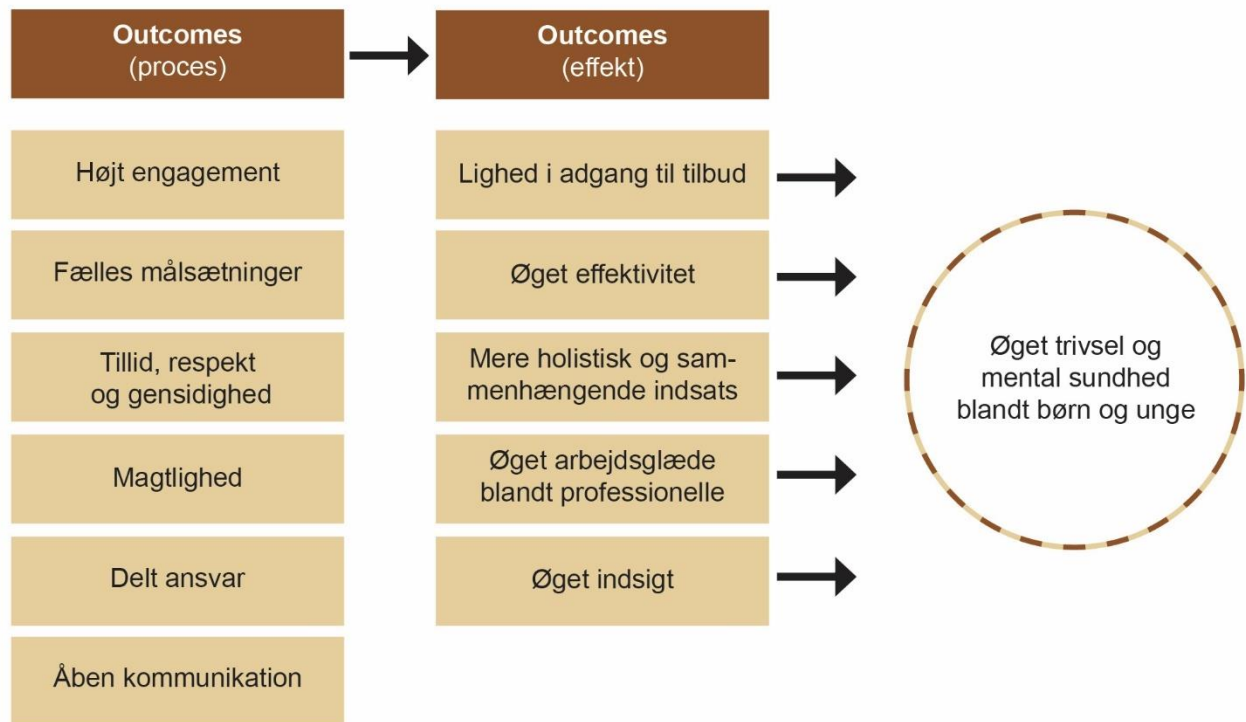 Outcomes
(proces)
Højt engagement
Fælles målsætninger
Tillid, respekt
og gensidighed
Magtlighed
Delt ansvar
Åben kommunikation
Outcomes
(effekt)
Lighed i adgang til tilbud
Øget effektivitet
Mere holistisk og sam-
menhængende indsats
Øget arbejdsglæde
blandt professionelle
Øget indsigt
Øget trivsel og
mental sundhed
blandt børn og unge